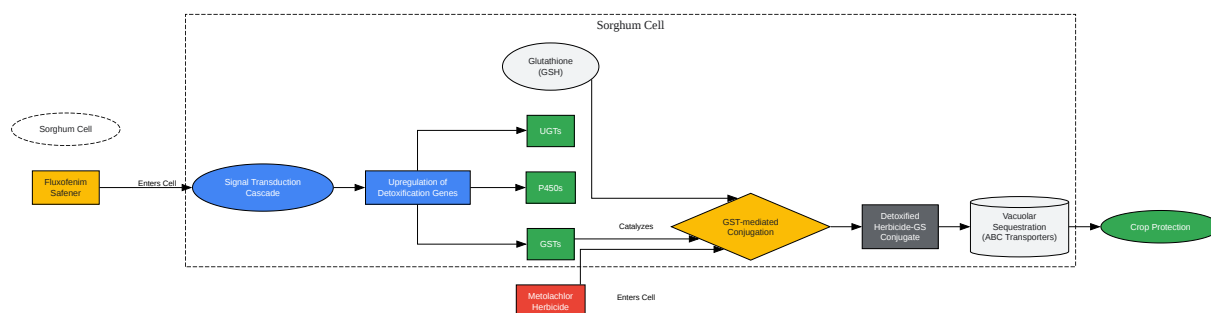 Sorghum Cell
Glutathione
(GSH)
Sorghum Cell
UGTs
Fluxofenim
Safener
Enters Cell
Signal Transduction
Cascade
Upregulation of
Detoxification Genes
P450s
GSTs
Catalyzes
GST-mediated
Conjugation
Detoxified
Herbicide-GS
Conjugate
Vacuolar
Sequestration
(ABC Transporters)
Crop Protection
Metolachlor
Herbicide
Enters Cell